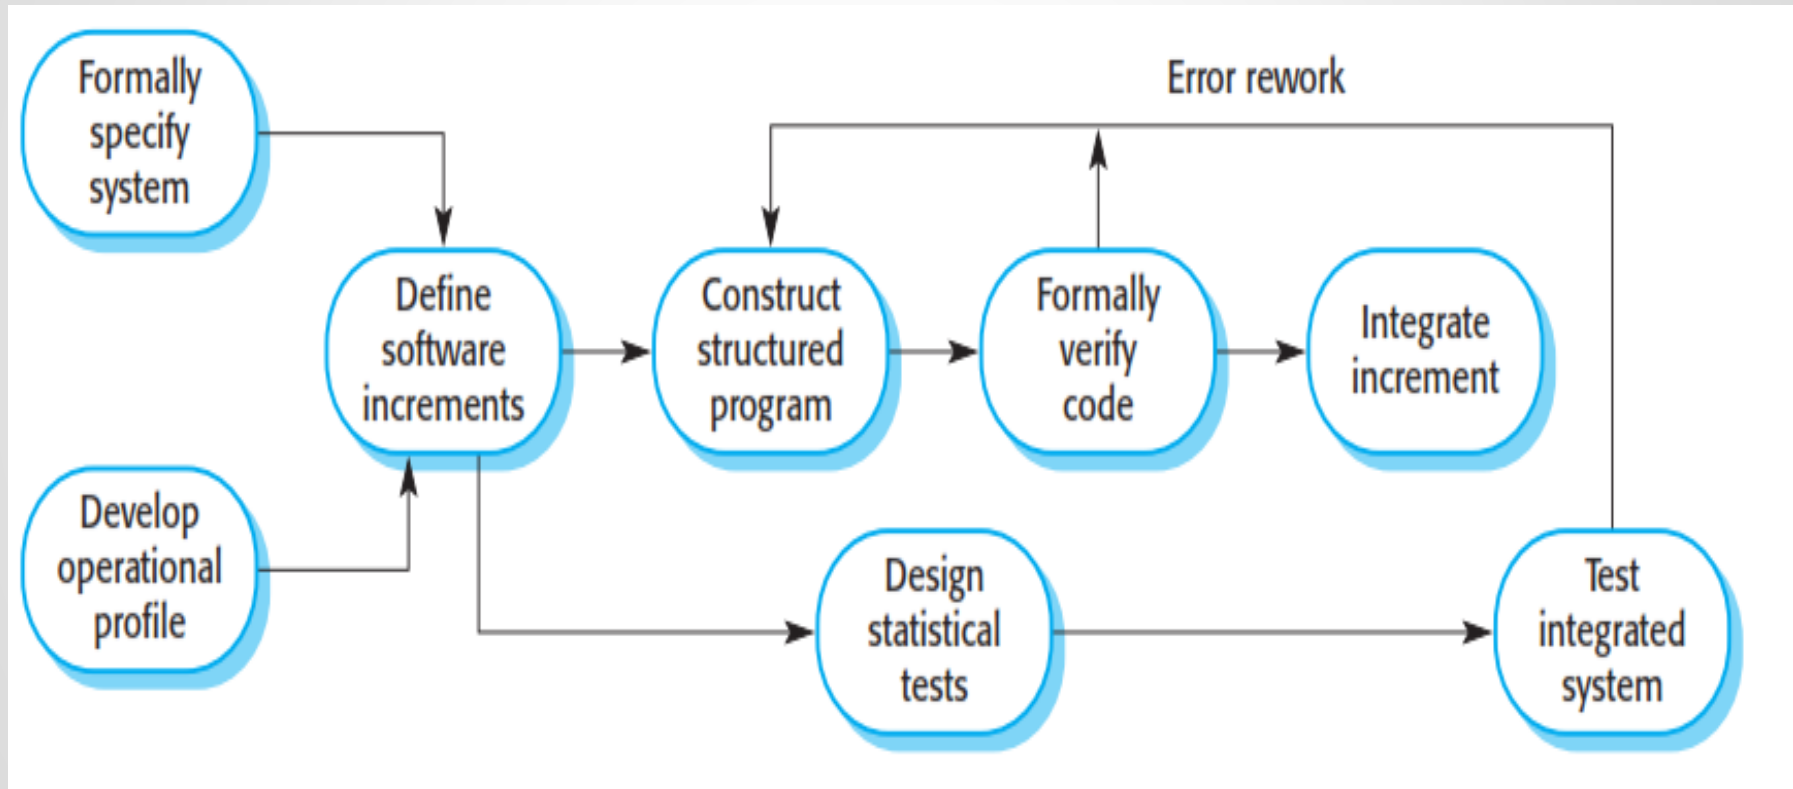 Formally
specify
system
Error rework
Define
software
increments
Construct
structured
program
Formally
verify
code
Integrate
increment
Develop
operational
profile
Design
statistical
tests
Test
integrated
system